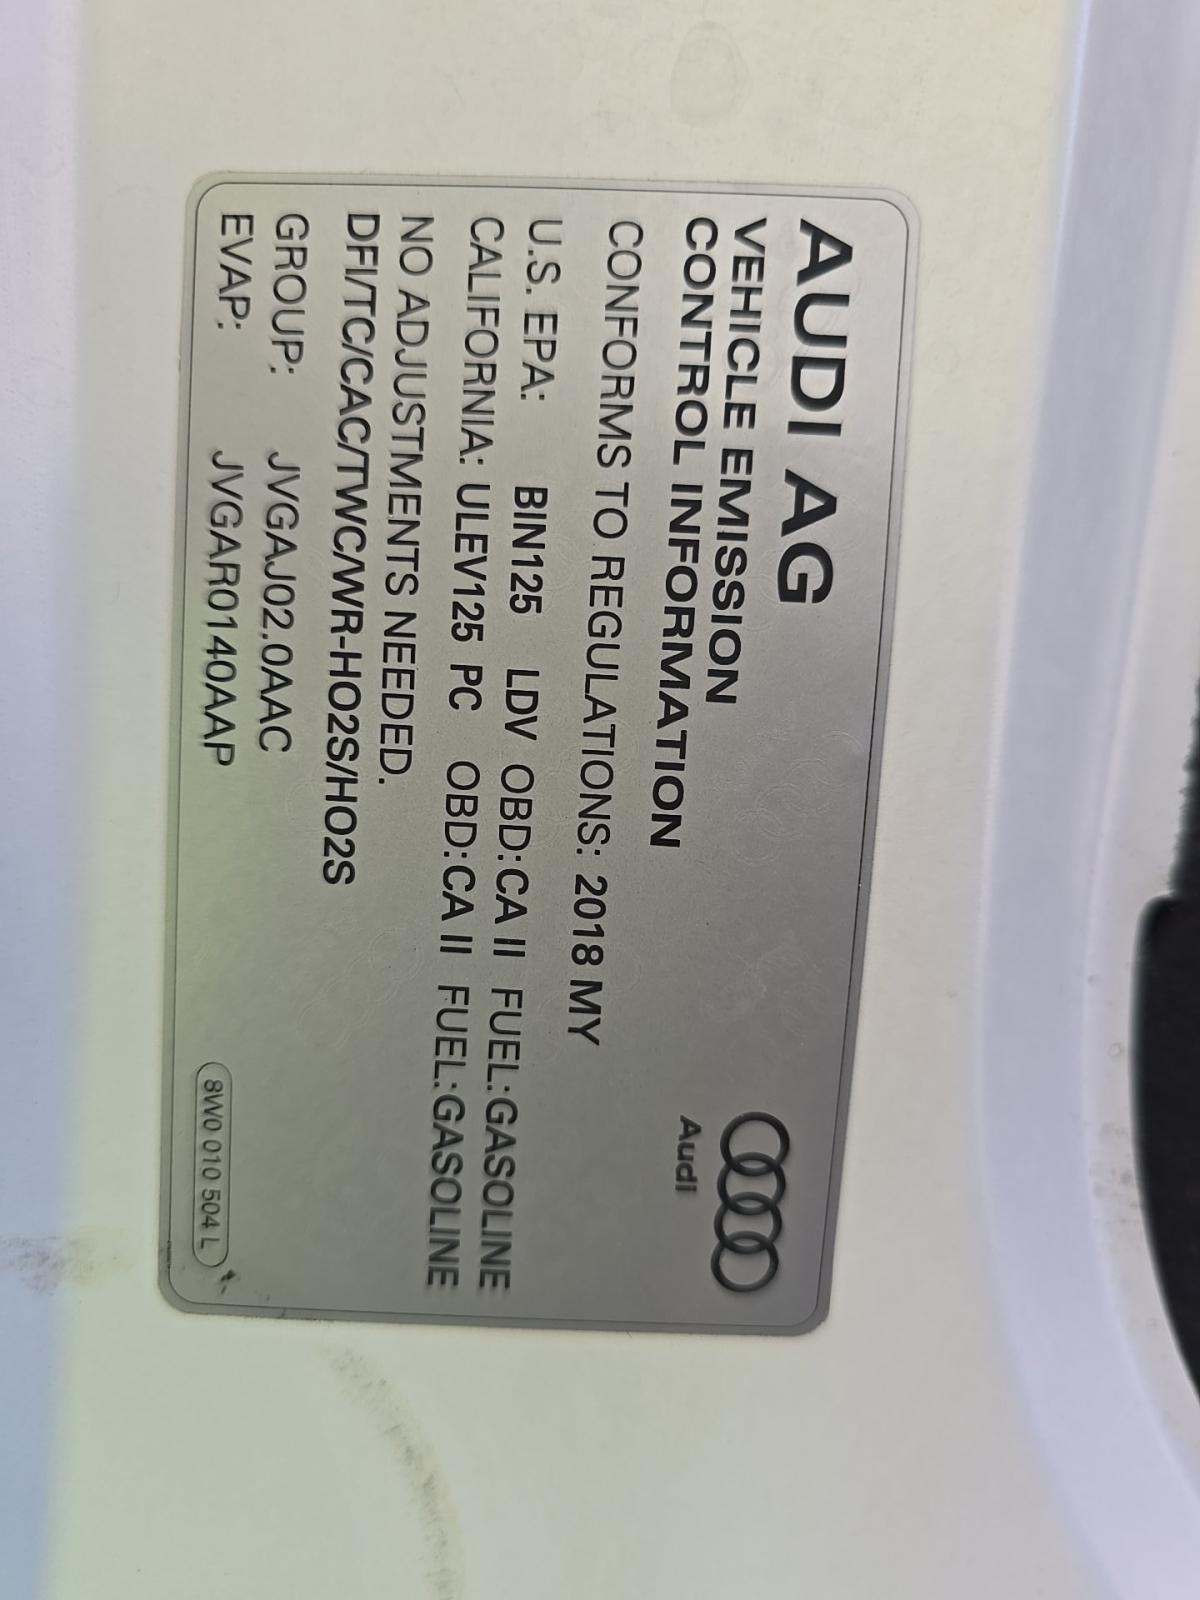 AUDI AG
VEHICLE EMISSION
CONTROL INFORMATION
Audi
CONFORMS TO REGULATIONS: 2018 MY
U.S. EPA: BIN125 LDV OBD:CA II FUEL:GASOLINE
CALIFORNIA: ULEV125 PC OBD:CA II FUEL:GASOLINE
NO ADJUSTMENTS NEEDED.
DFI/TC/CAC/TWC/WR-HO2S/HO2S
GROUP: JVGAJ02.0AAC
EVAP: JVGAR0140AAP
8W0 010 504 L